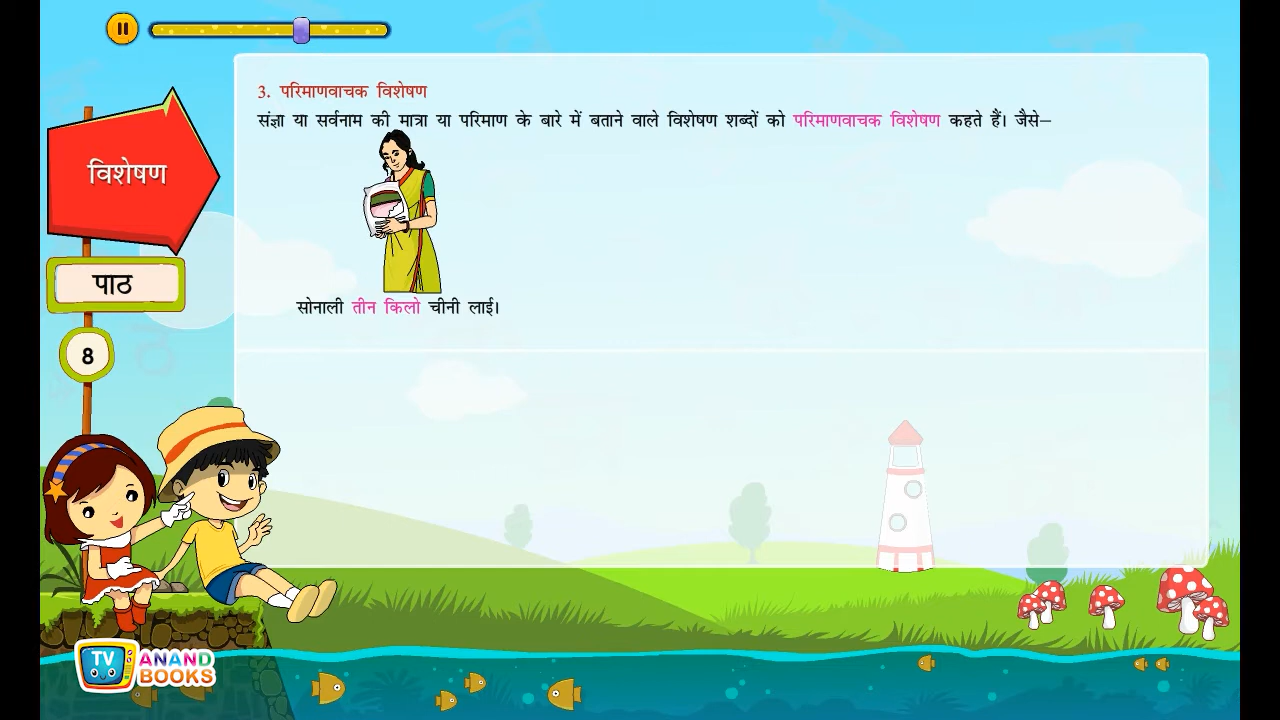 3. परिमाणवाचक विशेषण
संज्ञा या सर्वनाम की मात्रा या परिमाण के बारे में बताने वाले विशेषण शब्दों को परिमाणवाचक विशेषण कहते हैं। जैसे–
विशेषण
पाठ
8
सोनाली तीन किलो चीनी लाई।
TV ANAND
BOOKS